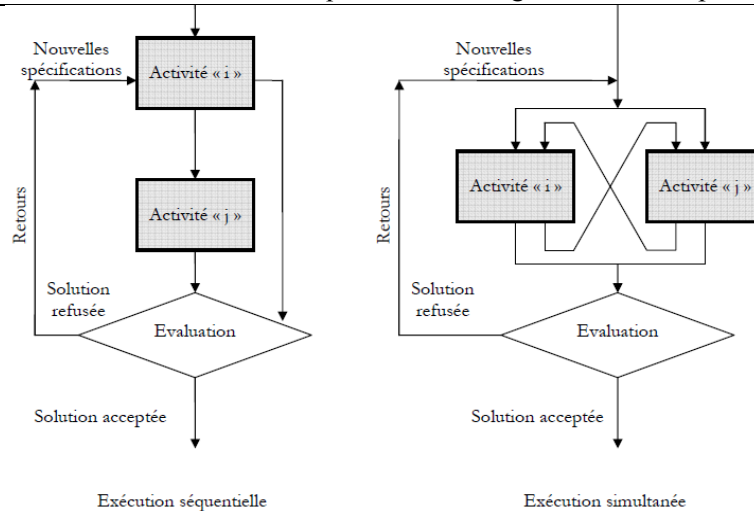 Nouvelles
spécifications
Activité « i »
Activité « j »
Retours
Solution
refusée
Evaluation
Solution acceptée
Exécution séquentielle
Nouvelles
spécifications
Activité « i »
Activité « j »
Retours
Solution
refusée
Evaluation
Solution acceptée
Exécution simultanée